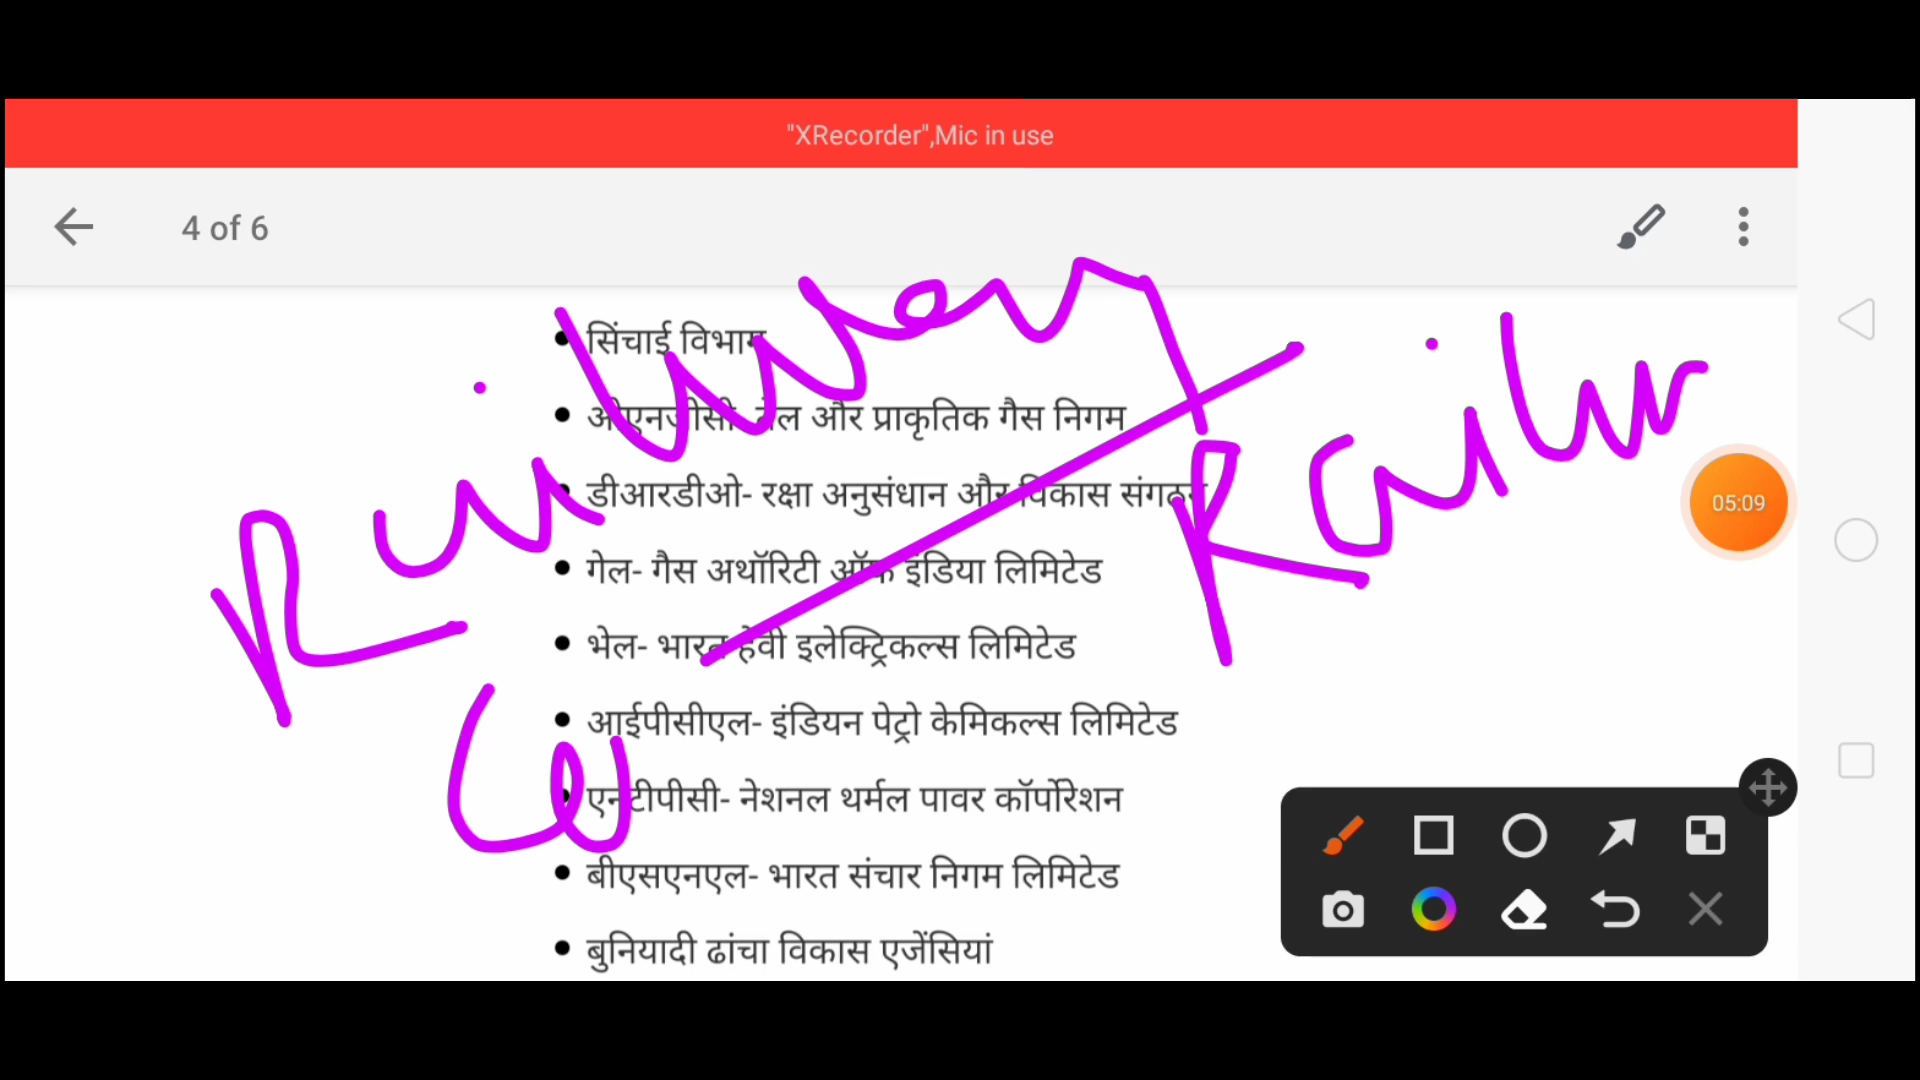 "XRecorder",Mic in use
4 of 6
सिंचाई विभाग
ओएनजीसी- तेल और प्राकृतिक गैस निगम
डीआरडीओ- रक्षा अनुसंधान और विकास संगठन
गेल- गैस अथॉरिटी ऑफ इंडिया लिमिटेड
05:09
भेल- भारत हेवी इलेक्ट्रिकल्स लिमिटेड
आईपीसीएल- इंडियन पेट्रो केमिकल्स लिमिटेड
एनटीपीसी- नेशनल थर्मल पावर कॉर्पोरेशन
बीएसएनएल- भारत संचार निगम लिमिटेड
बुनियादी ढांचा विकास एजेंसियां
Railway